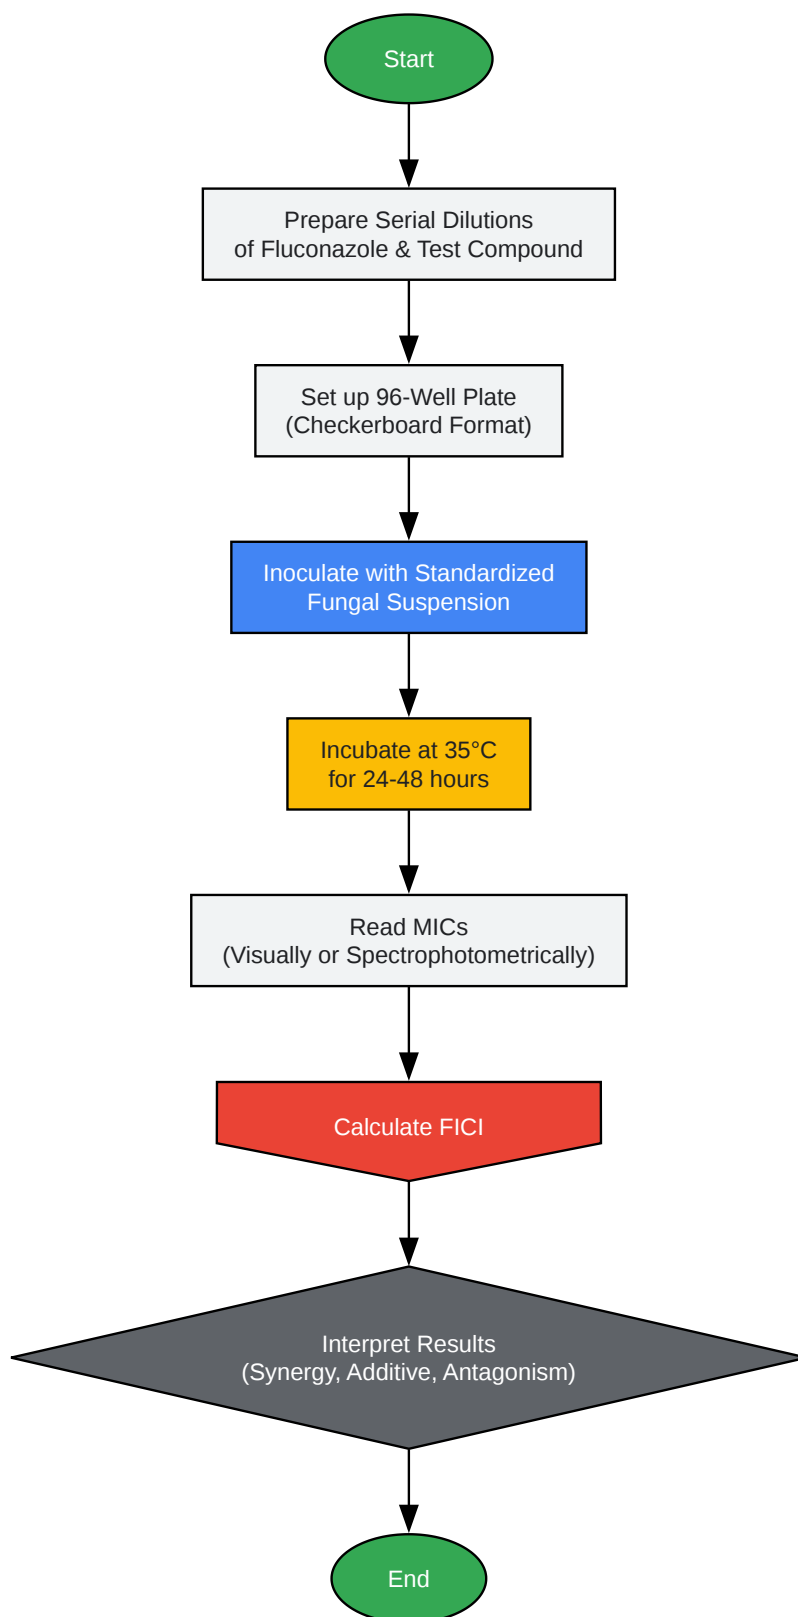 Start
Prepare Serial Dilutions
of Fluconazole & Test Compound
Set up 96-Well Plate
(Checkerboard Format)
Inoculate with Standardized
Fungal Suspension
Incubate at 35°C
for 24-48 hours
Read MICs
(Visually or Spectrophotometrically)
Calculate FICI
Interpret Results
(Synergy, Additive, Antagonism)
End